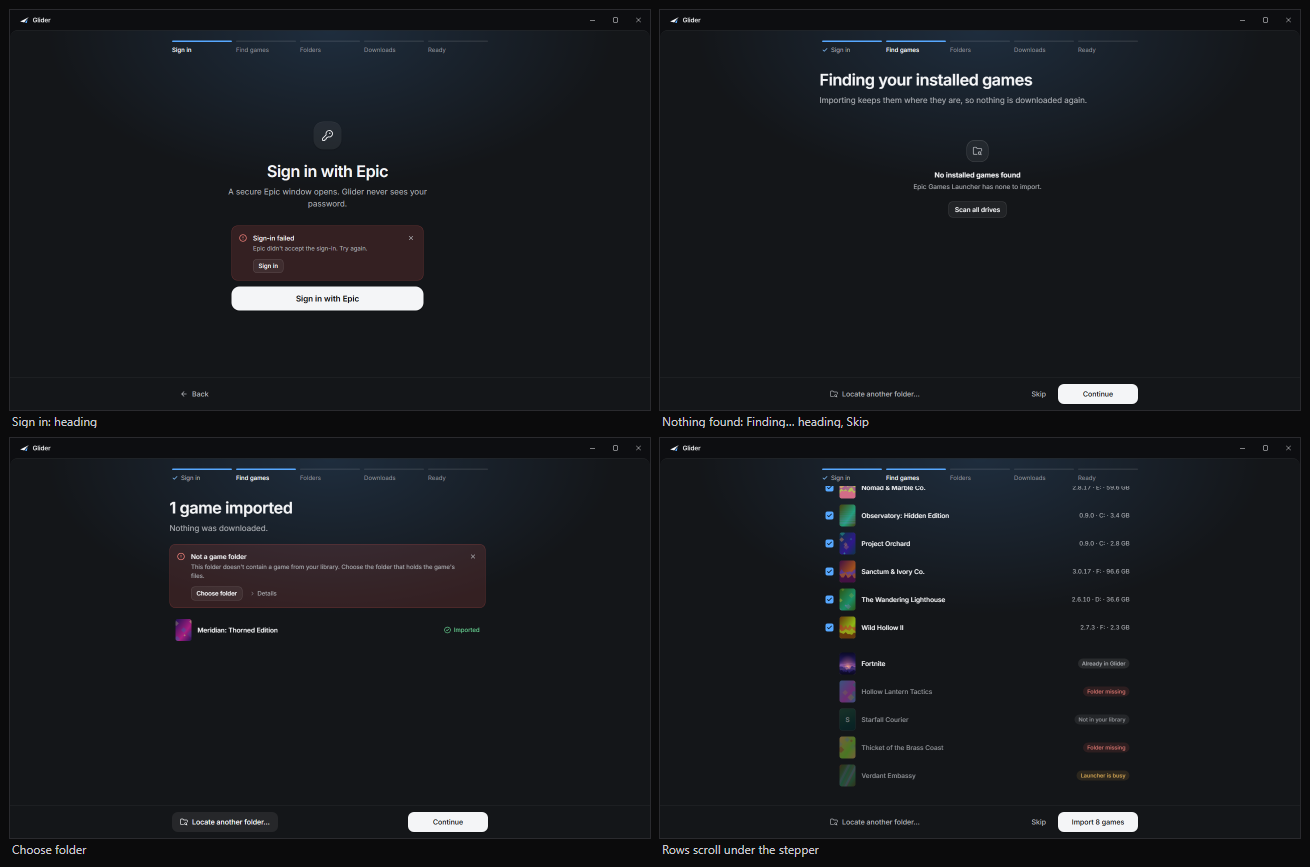 Glider
Sign in
Find games
Folders
Downloads
Ready
Sign in with Epic
A secure Epic window opens. Glider never sees your
password.
Sign-in failed
Epic didn't accept the sign-in. Try again.
Sign in
Sign in with Epic
Back
Sign in: heading
Glider
Sign in
Find games
Folders
Downloads
Ready
Finding your installed games
Importing keeps them where they are, so nothing is downloaded again.
No installed games found
Epic Games Launcher has none to import.
Scan all drives
Locate another folder...
Skip
Continue
Nothing found: Finding... heading, Skip
Glider
Sign in
Find games
Folders
Downloads
Ready
1 game imported
Nothing was downloaded.
Not a game folder
This folder doesn't contain a game from your library. Choose the folder that holds the game's
files.
Choose folder
Details
Meridian: Thorned Edition
Imported
Locate another folder...
Continue
Choose folder
Glider
Sign in
Find games
Folders
Downloads
Ready
Nomad & Marble Co.
2.8.17 · E: · 59.6 GB
Observatory: Hidden Edition
0.9.0 · C: · 3.4 GB
Project Orchard
0.9.0 · C: · 2.8 GB
Sanctum & Ivory Co.
3.0.17 · F: · 96.6 GB
The Wandering Lighthouse
2.6.10 · D: · 36.6 GB
Wild Hollow II
2.7.3 · F: · 2.3 GB
Fortnite
Already in Glider
Hollow Lantern Tactics
Folder missing
S
Starfall Courier
Not in your library
Thicket of the Brass Coast
Folder missing
Verdant Embassy
Launcher is busy
Locate another folder...
Skip
Import 8 games
Rows scroll under the stepper